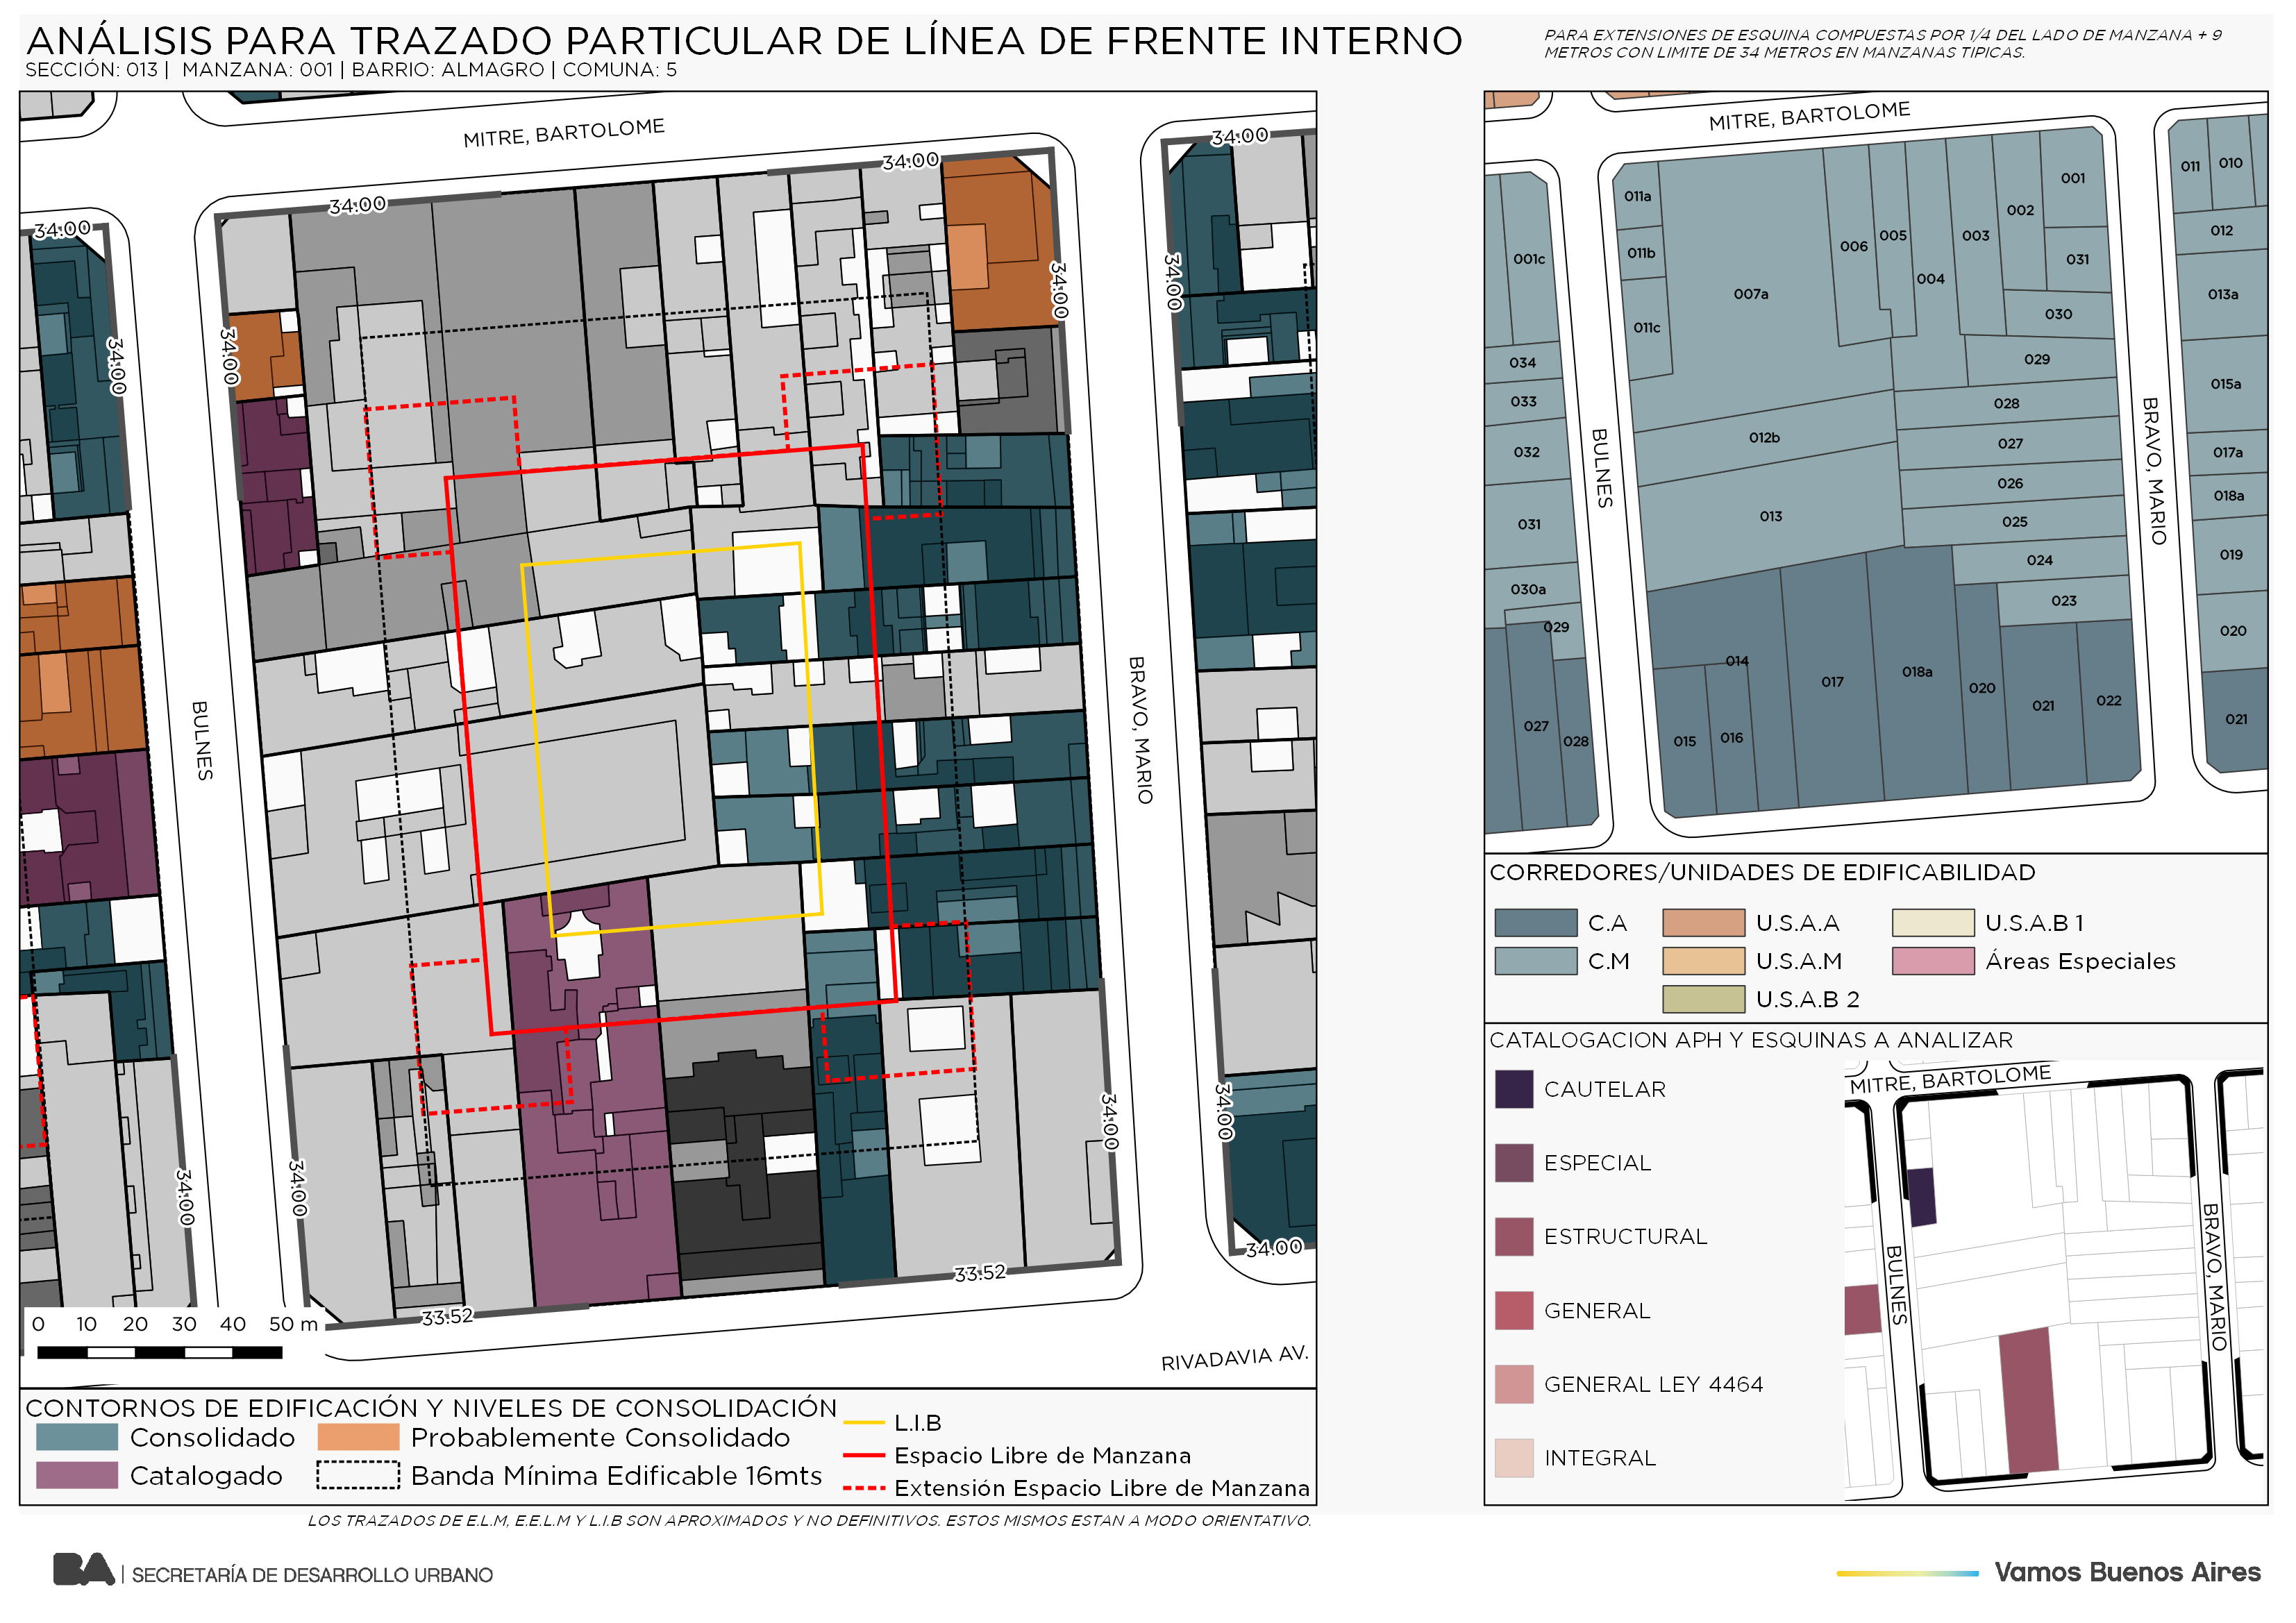 ANÁLISIS PARA TRAZADO PARTICULAR DE LÍNEA DE FRENTE INTERNO
SECCIÓN: 013 | MANZANA: 001 | BARRIO: ALMAGRO | COMUNA: 5
PARA EXTENSIONES DE ESQUINA COMPUESTAS POR 1/4 DEL LADO DE MANZANA + 9
METROS CON LIMITE DE 34 METROS EN MANZANAS TIPICAS.
MITRE, BARTOLOME
34.00
34.00
34.00
34.00
34.00
34.00
34.00
34.00
BULNES
BRAVO, MARIO
34.00
34.00
34.00
34.00
34.00
33.52
33.52
RIVADAVIA AV.
0 10 20 30 40 50 m
CONTORNOS DE EDIFICACIÓN Y NIVELES DE CONSOLIDACIÓN
Consolidado
Probablemente Consolidado
Catalogado
Banda Mínima Edificable 16mts
L.I.B
Espacio Libre de Manzana
Extensión Espacio Libre de Manzana
LOS TRAZADOS DE E.L.M, E.E.L.M Y L.I.B SON APROXIMADOS Y NO DEFINITIVOS. ESTOS MISMOS ESTAN A MODO ORIENTATIVO.
MITRE, BARTOLOME
BULNES
BRAVO, MARIO
001c
034
033
032
031
030a
029
027
028
011a
011b
011c
007a
006
005
004
003
002
001
031
030
029
028
027
026
025
024
023
012b
013
014
015
016
017
018a
020
021
022
011
010
012
013a
015a
017a
018a
019
020
021
CORREDORES/UNIDADES DE EDIFICABILIDAD
C.A
U.S.A.A
U.S.A.B 1
C.M
U.S.A.M
Áreas Especiales
U.S.A.B 2
CATALOGACION APH Y ESQUINAS A ANALIZAR
CAUTELAR
ESPECIAL
ESTRUCTURAL
GENERAL
GENERAL LEY 4464
INTEGRAL
MITRE, BARTOLOME
BULNES
BRAVO, MARIO
BA | SECRETARÍA DE DESARROLLO URBANO
Vamos Buenos Aires